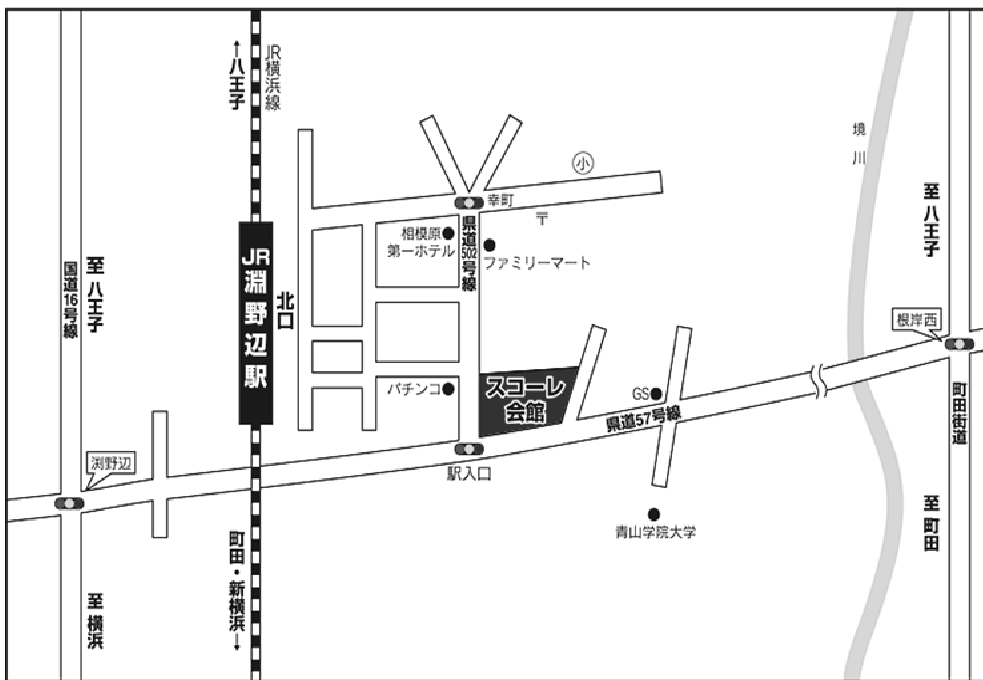 ←八王子
JR横浜線
境川
小
幸町
〒
至 八王子
相模原
第一ホテル
県道502号線
ファミリーマート
国道16号線
至 八王子
JR淵野辺駅
北口
根岸西
パチンコ
スコーレ
会館
GS
県道57号線
町田街道
渕野辺
駅入口
青山学院大学
至 町田
町田・新横浜→
至 横浜